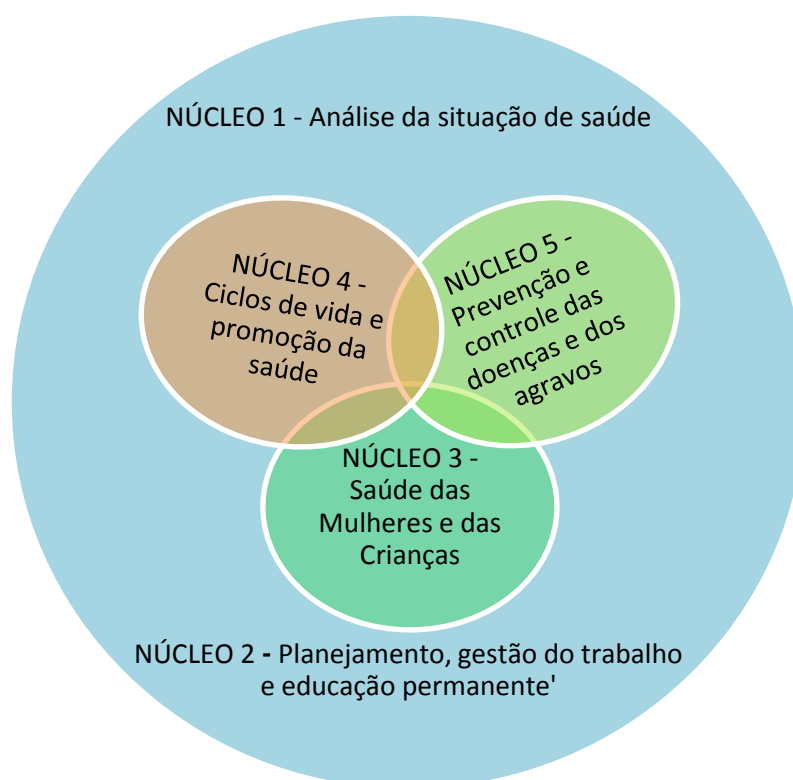 NÚCLEO 1 - Análise da situação de saúde
NÚCLEO 4 -
Ciclos de vida e
promoção da
saúde
NÚCLEO 5 -
Prevenção e
controle das
doenças e dos
agravos
NÚCLEO 3 -
Saúde das
Mulheres e das
Crianças
NÚCLEO 2 - Planejamento, gestão do trabalho
e educação permanente'